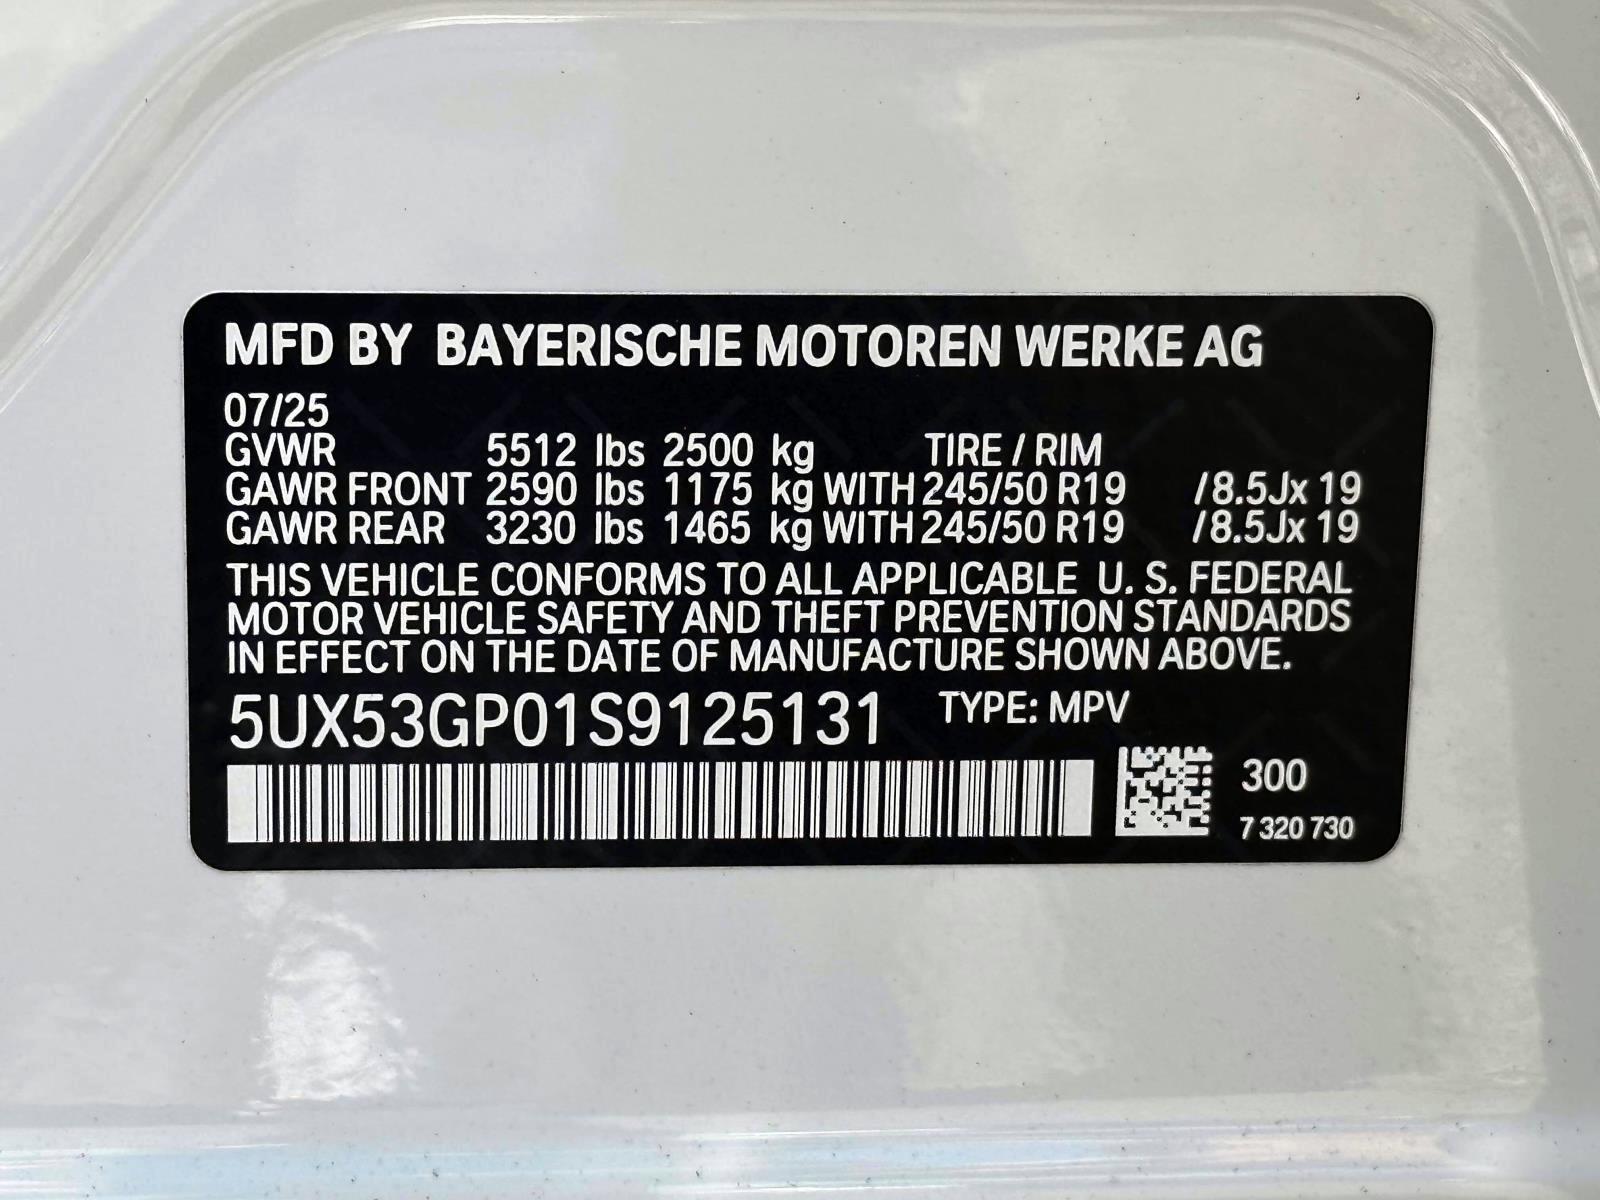 MFD BY BAYERISCHE MOTOREN WERKE AG
07/25
GVWR 5512 lbs 2500 kg TIRE / RIM
GAWR FRONT 2590 lbs 1175 kg WITH 245/50 R19 /8.5Jx 19
GAWR REAR 3230 lbs 1465 kg WITH 245/50 R19 /8.5Jx 19
THIS VEHICLE CONFORMS TO ALL APPLICABLE U. S. FEDERAL
MOTOR VEHICLE SAFETY AND THEFT PREVENTION STANDARDS
IN EFFECT ON THE DATE OF MANUFACTURE SHOWN ABOVE.
5UX53GP01S9125131 TYPE: MPV
300
7 320 730